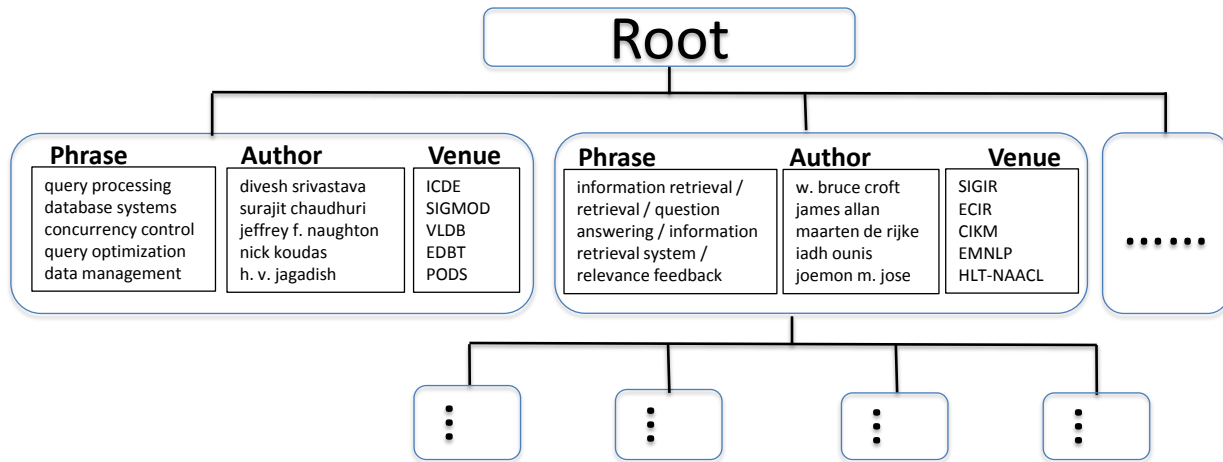 Root
Phrase
Author
Venue
query processing
database systems
concurrency control
query optimization
data management
divesh srivastava
surajit chaudhuri
jeffrey f. naughton
nick koudas
h. v. jagadish
ICDE
SIGMOD
VLDB
EDBT
PODS
Phrase
Author
Venue
information retrieval /
retrieval / question
answering / information
retrieval system /
relevance feedback
w. bruce croft
james allan
maarten de rijke
iadh ounis
joemon m. jose
SIGIR
ECIR
CIKM
EMNLP
HLT-NAACL
……
⋮
⋮
⋮
⋮